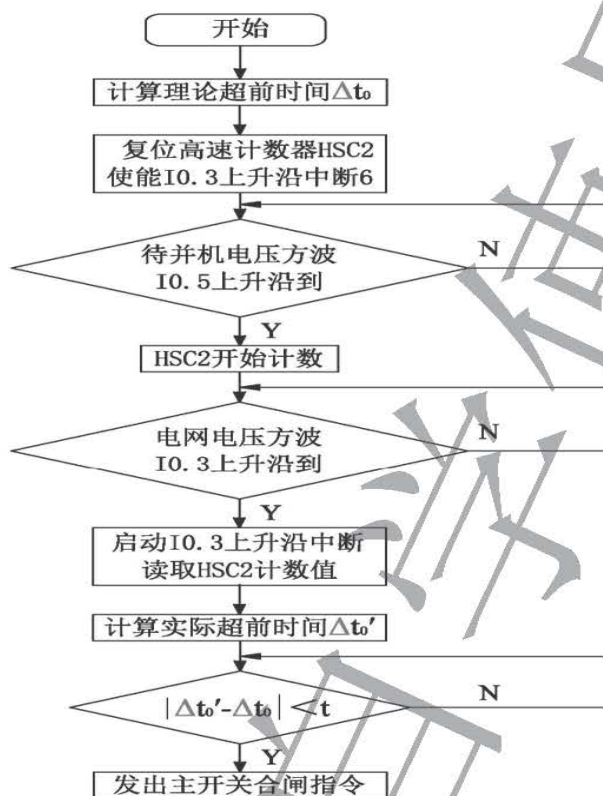 开始
计算理论超前时间Δt₀
复位高速计数器HSC2
使能I0.3上升沿中断6
待并机电压方波
I0.5上升沿到
N
Y
HSC2开始计数
电网电压方波
I0.3上升沿到
N
Y
启动I0.3上升沿中断
读取HSC2计数值
计算实际超前时间Δt₀′
|Δt₀′-Δt₀| <t
N
Y
发出主开关合闸指令